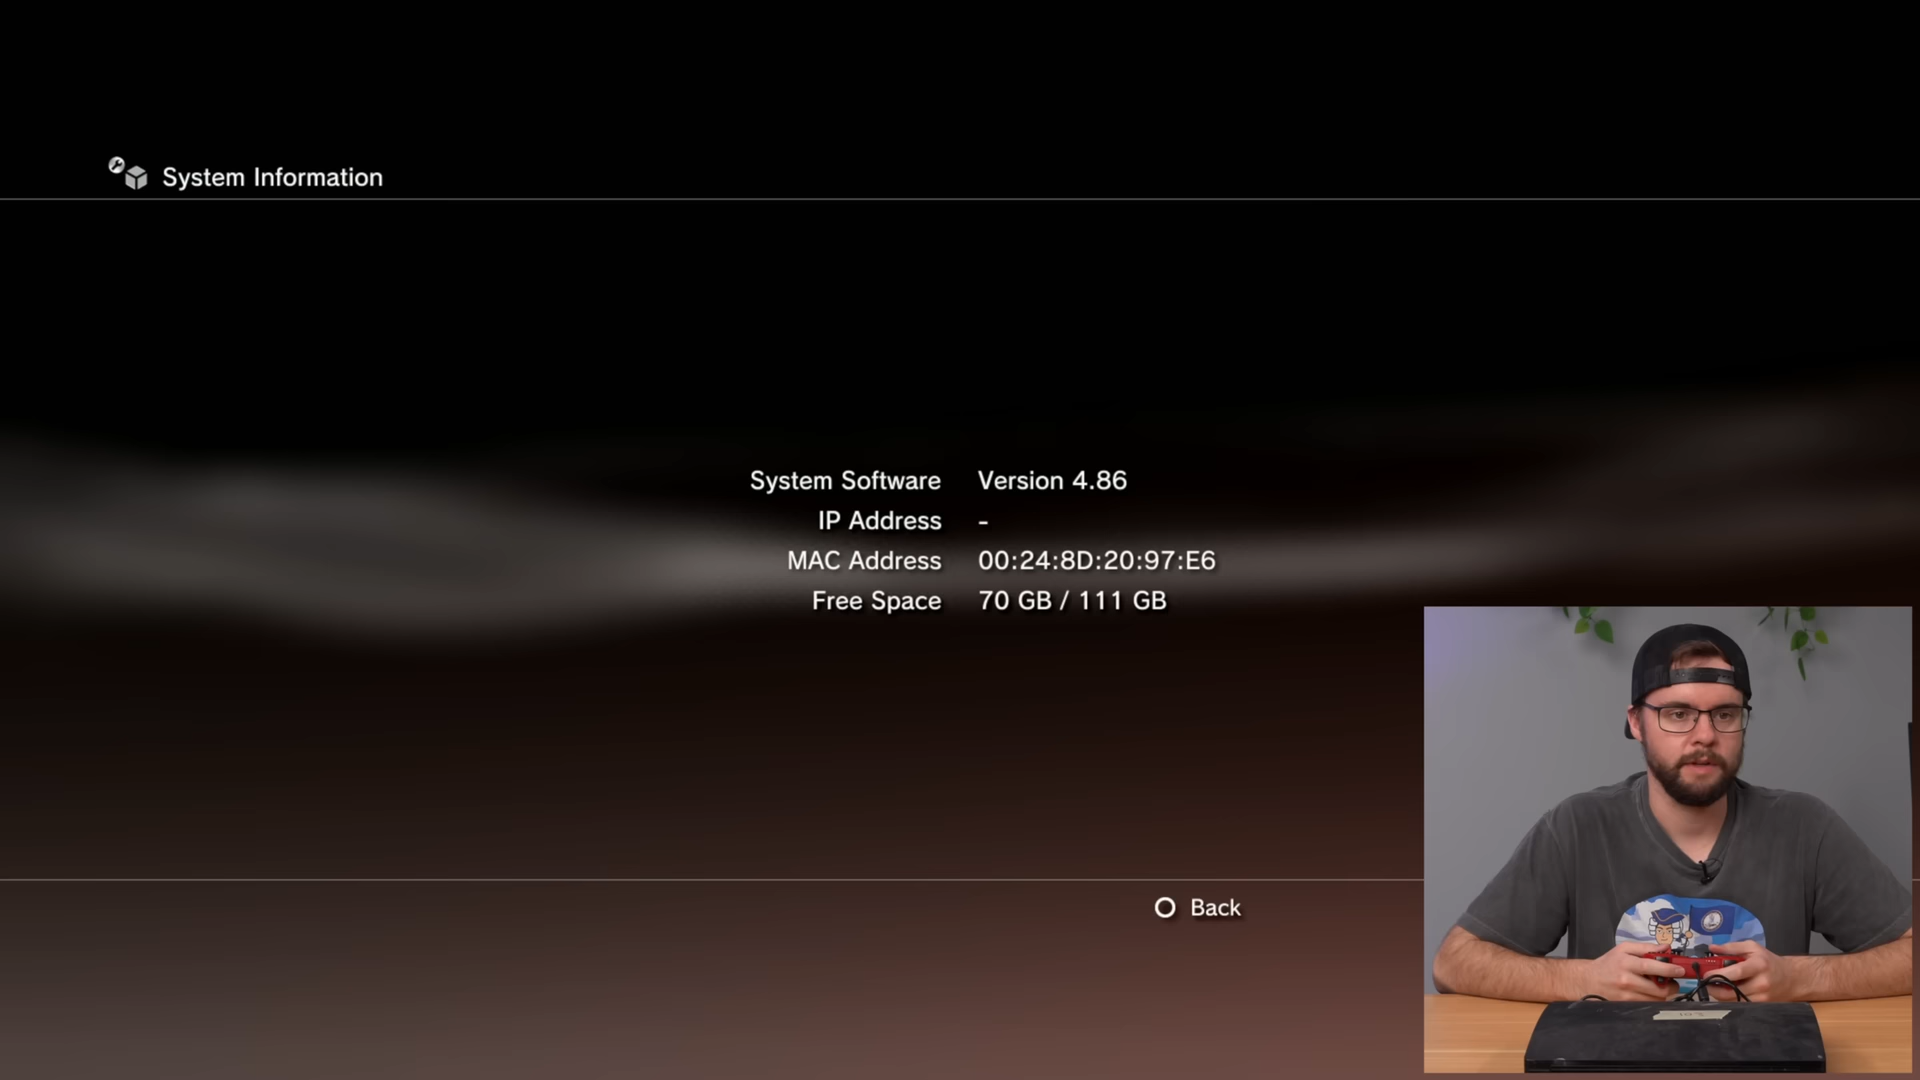 System Information
System Software Version 4.86
IP Address -
MAC Address 00:24:8D:20:97:E6
Free Space 70 GB / 111 GB
Back